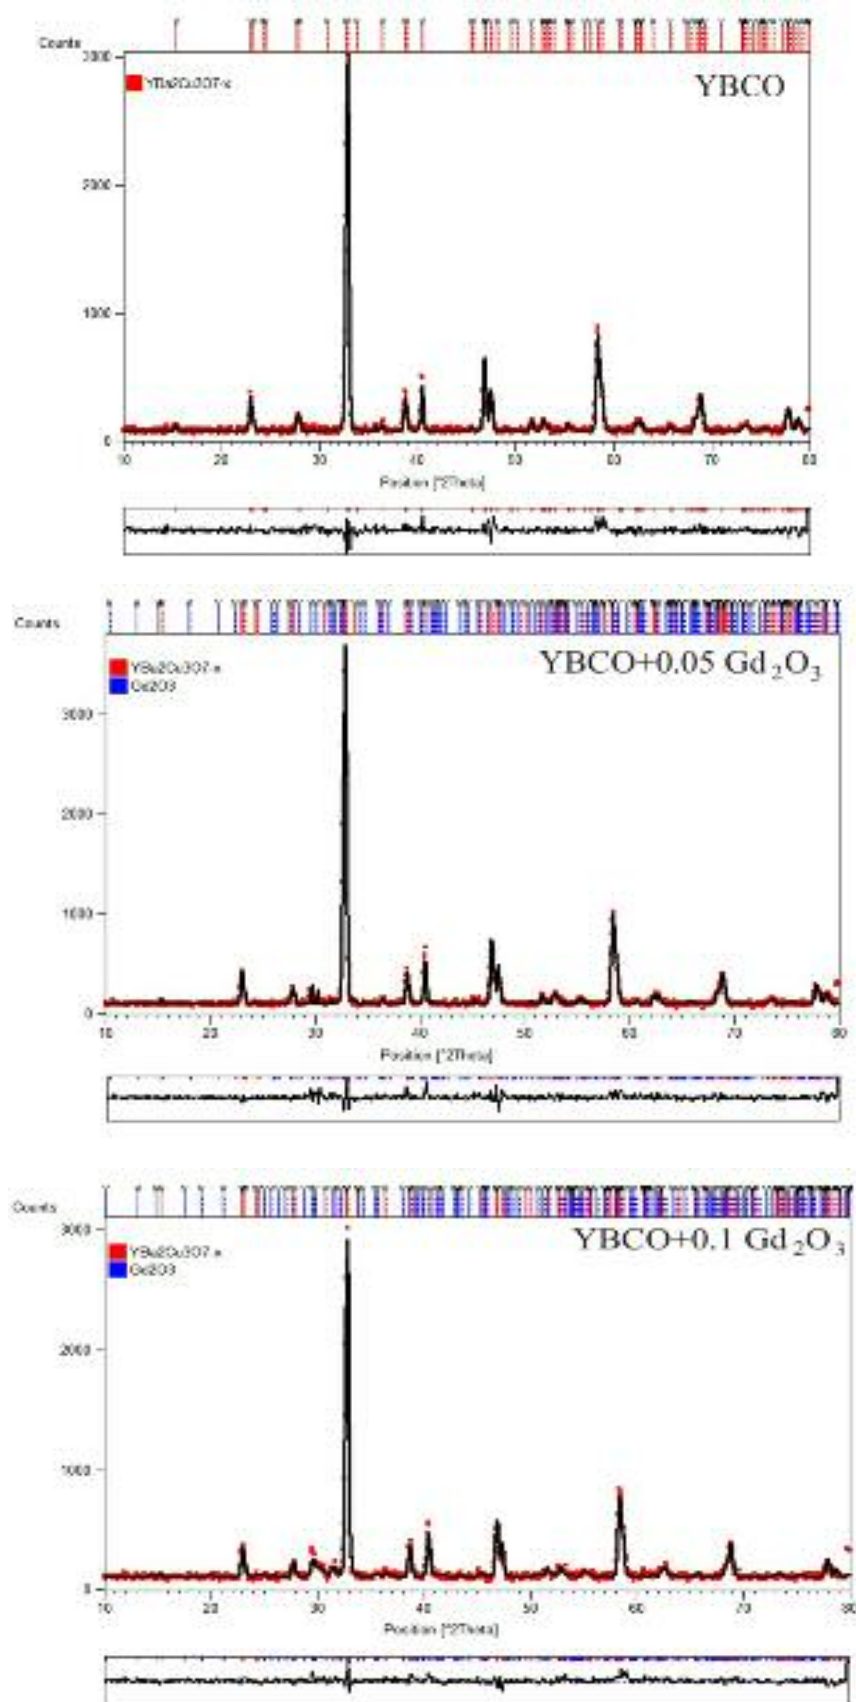 Counts
3000
YBa2Cu3O7-x
YBCO
2000
1000
0
10 20 30 40 50 60 70 80
Position [°2Theta]
Counts
YBa2Cu3O7-x
Gd2O3
YBCO+0.05 Gd₂O₃
3000
2000
1000
0
10 20 30 40 50 60 70 80
Position [°2Theta]
Counts
3000
YBa2Cu3O7-x
Gd2O3
YBCO+0.1 Gd₂O₃
2000
1000
0
10 20 30 40 50 60 70 80
Position [°2Theta]